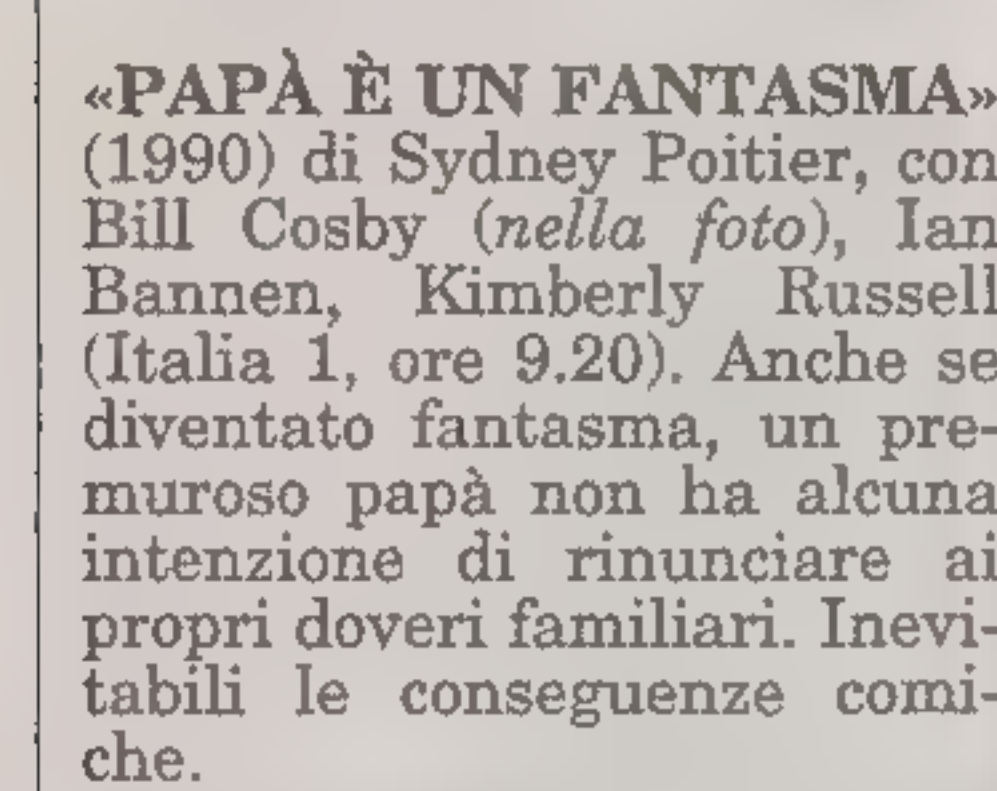 «PAPÀ È UN FANTASMA»
(1990) di Sydney Poitier, con
Bill Cosby (nella foto), Ian
Bannen, Kimberly Russell
(Italia 1, ore 9.20). Anche se
diventato fantasma, un pre-
muroso papà non ha alcuna
intenzione di rinunciare ai
propri doveri familiari. Inevi-
tabili le conseguenze comi-
che.